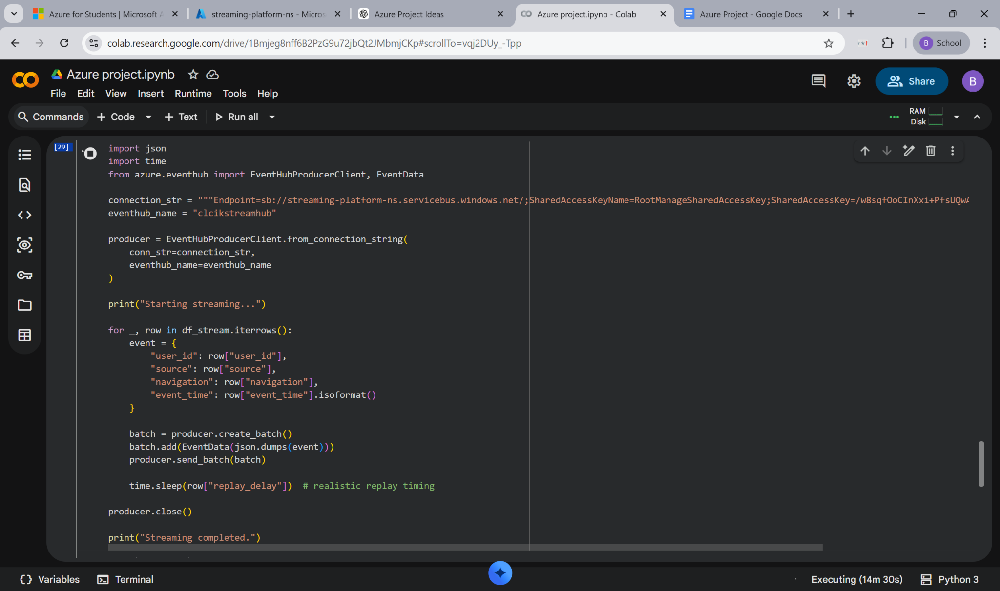 Azure for Students | Microsoft A
streaming-platform-ns - Micros
Azure Project Ideas
Azure project.ipynb - Colab
Azure Project - Google Docs
colab.research.google.com/drive/1Bmjeg8nff6B2PzG9u72jbQt2JMbmjCKp#scrollTo=vqj2DUy_-Tpp
B School
CO
Azure project.ipynb
File Edit View Insert Runtime Tools Help
Share
B
Commands + Code + Text Run all
RAM
Disk
[29]
import json
import time
from azure.eventhub import EventHubProducerClient, EventData
connection_str = """Endpoint=sb://streaming-platform-ns.servicebus.windows.net/;SharedAccessKeyName=RootManageSharedAccessKey;SharedAccessKey=/w8sqfOoCInXxi+PfsUQwA
eventhub_name = "clcikstreamhub"
producer = EventHubProducerClient.from_connection_string(
conn_str=connection_str,
eventhub_name=eventhub_name
)
print("Starting streaming...")
for _, row in df_stream.iterrows():
event = {
"user_id": row["user_id"],
"source": row["source"],
"navigation": row["navigation"],
"event_time": row["event_time"].isoformat()
}
batch = producer.create_batch()
batch.add(EventData(json.dumps(event)))
producer.send_batch(batch)
time.sleep(row["replay_delay"])  # realistic replay timing
producer.close()
print("Streaming completed.")
{} Variables Terminal
Executing (14m 30s) Python 3